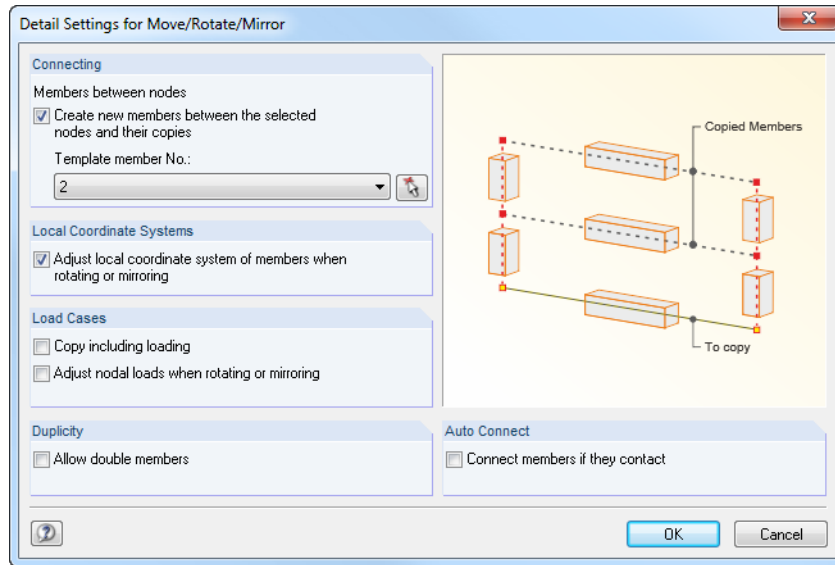 Detail Settings for Move/Rotate/Mirror
Connecting
Members between nodes
Create new members between the selected
nodes and their copies
Template member No.:
2
Local Coordinate Systems
Adjust local coordinate system of members when
rotating or mirroring
Load Cases
Copy including loading
Adjust nodal loads when rotating or mirroring
Copied Members
To copy
Duplicity
Allow double members
Auto Connect
Connect members if they contact
OK
Cancel